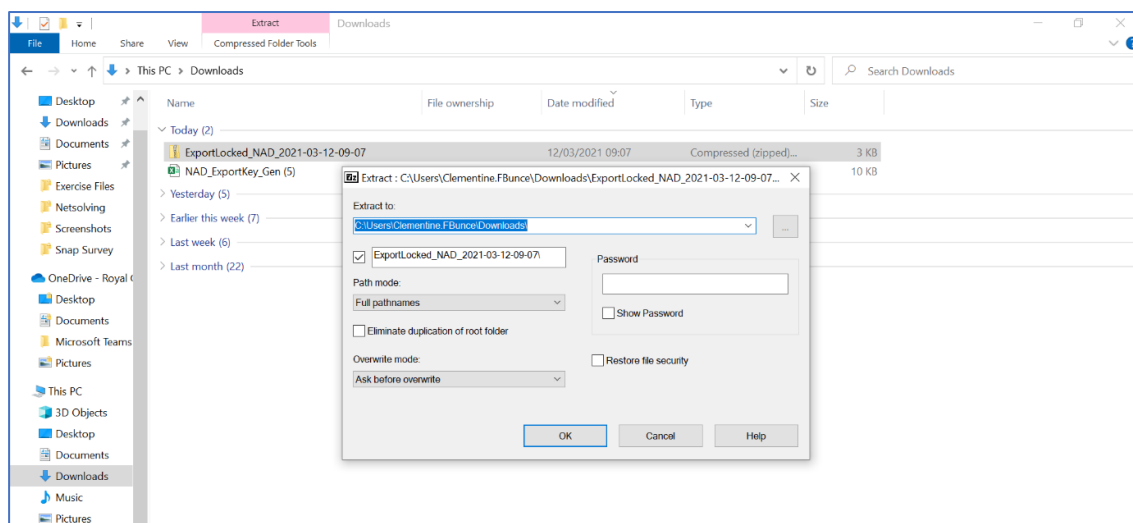 Extract
Downloads
File
Home
Share
View
Compressed Folder Tools
This PC > Downloads
Search Downloads
Desktop
Downloads
Documents
Pictures
Exercise Files
Netsolving
Screenshots
Snap Survey
OneDrive - Royal
Desktop
Documents
Microsoft Teams
Pictures
This PC
3D Objects
Desktop
Documents
Downloads
Music
Pictures
Name
File ownership
Date modified
Type
Size
Today (2)
ExportLocked_NAD_2021-03-12-09-07
12/03/2021 09:07
Compressed (zipped)...
3 KB
NAD_ExportKey_Gen (5)
10 KB
Yesterday (5)
Earlier this week (7)
Last week (6)
Last month (22)
7z Extract : C:\Users\Clementine.FBunce\Downloads\ExportLocked_NAD_2021-03-12-09-07...
Extract to:
C:\Users\Clementine.FBunce\Downloads\
...
ExportLocked_NAD_2021-03-12-09-07\
Path mode:
Full pathnames
Eliminate duplication of root folder
Overwrite mode:
Ask before overwrite
Password
Show Password
Restore file security
OK
Cancel
Help